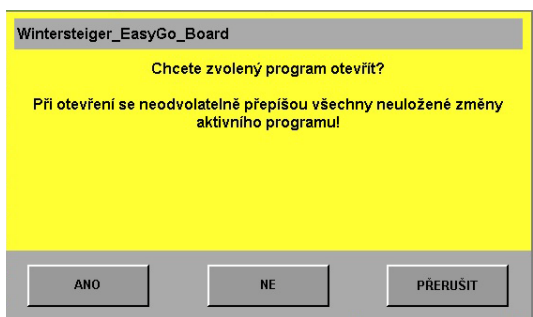 Wintersteiger_EasyGo_Board
Chcete zvolený program otevřít?
Při otevření se neodvolatelně přepíšou všechny neuložené změny
aktivního programu!
ANO NE PŘERUŠIT